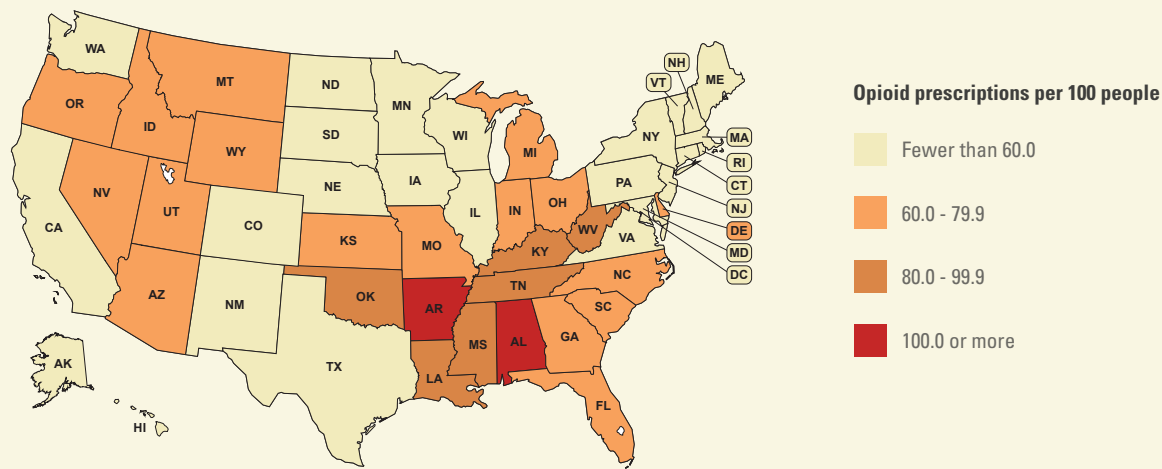 WA
NH
VT
ME
MT
ND
MN
OR
ID
SD
WI
NY
MA
WY
MI
RI
CT
NV
UT
NE
IA
PA
NJ
CA
CO
IL
IN
OH
WV
DE
KS
MO
KY
VA
MD
DC
AZ
NM
OK
AR
TN
NC
SC
MS
AL
GA
AK
TX
LA
FL
HI
Opioid prescriptions per 100 people
Fewer than 60.0
60.0 - 79.9
80.0 - 99.9
100.0 or more